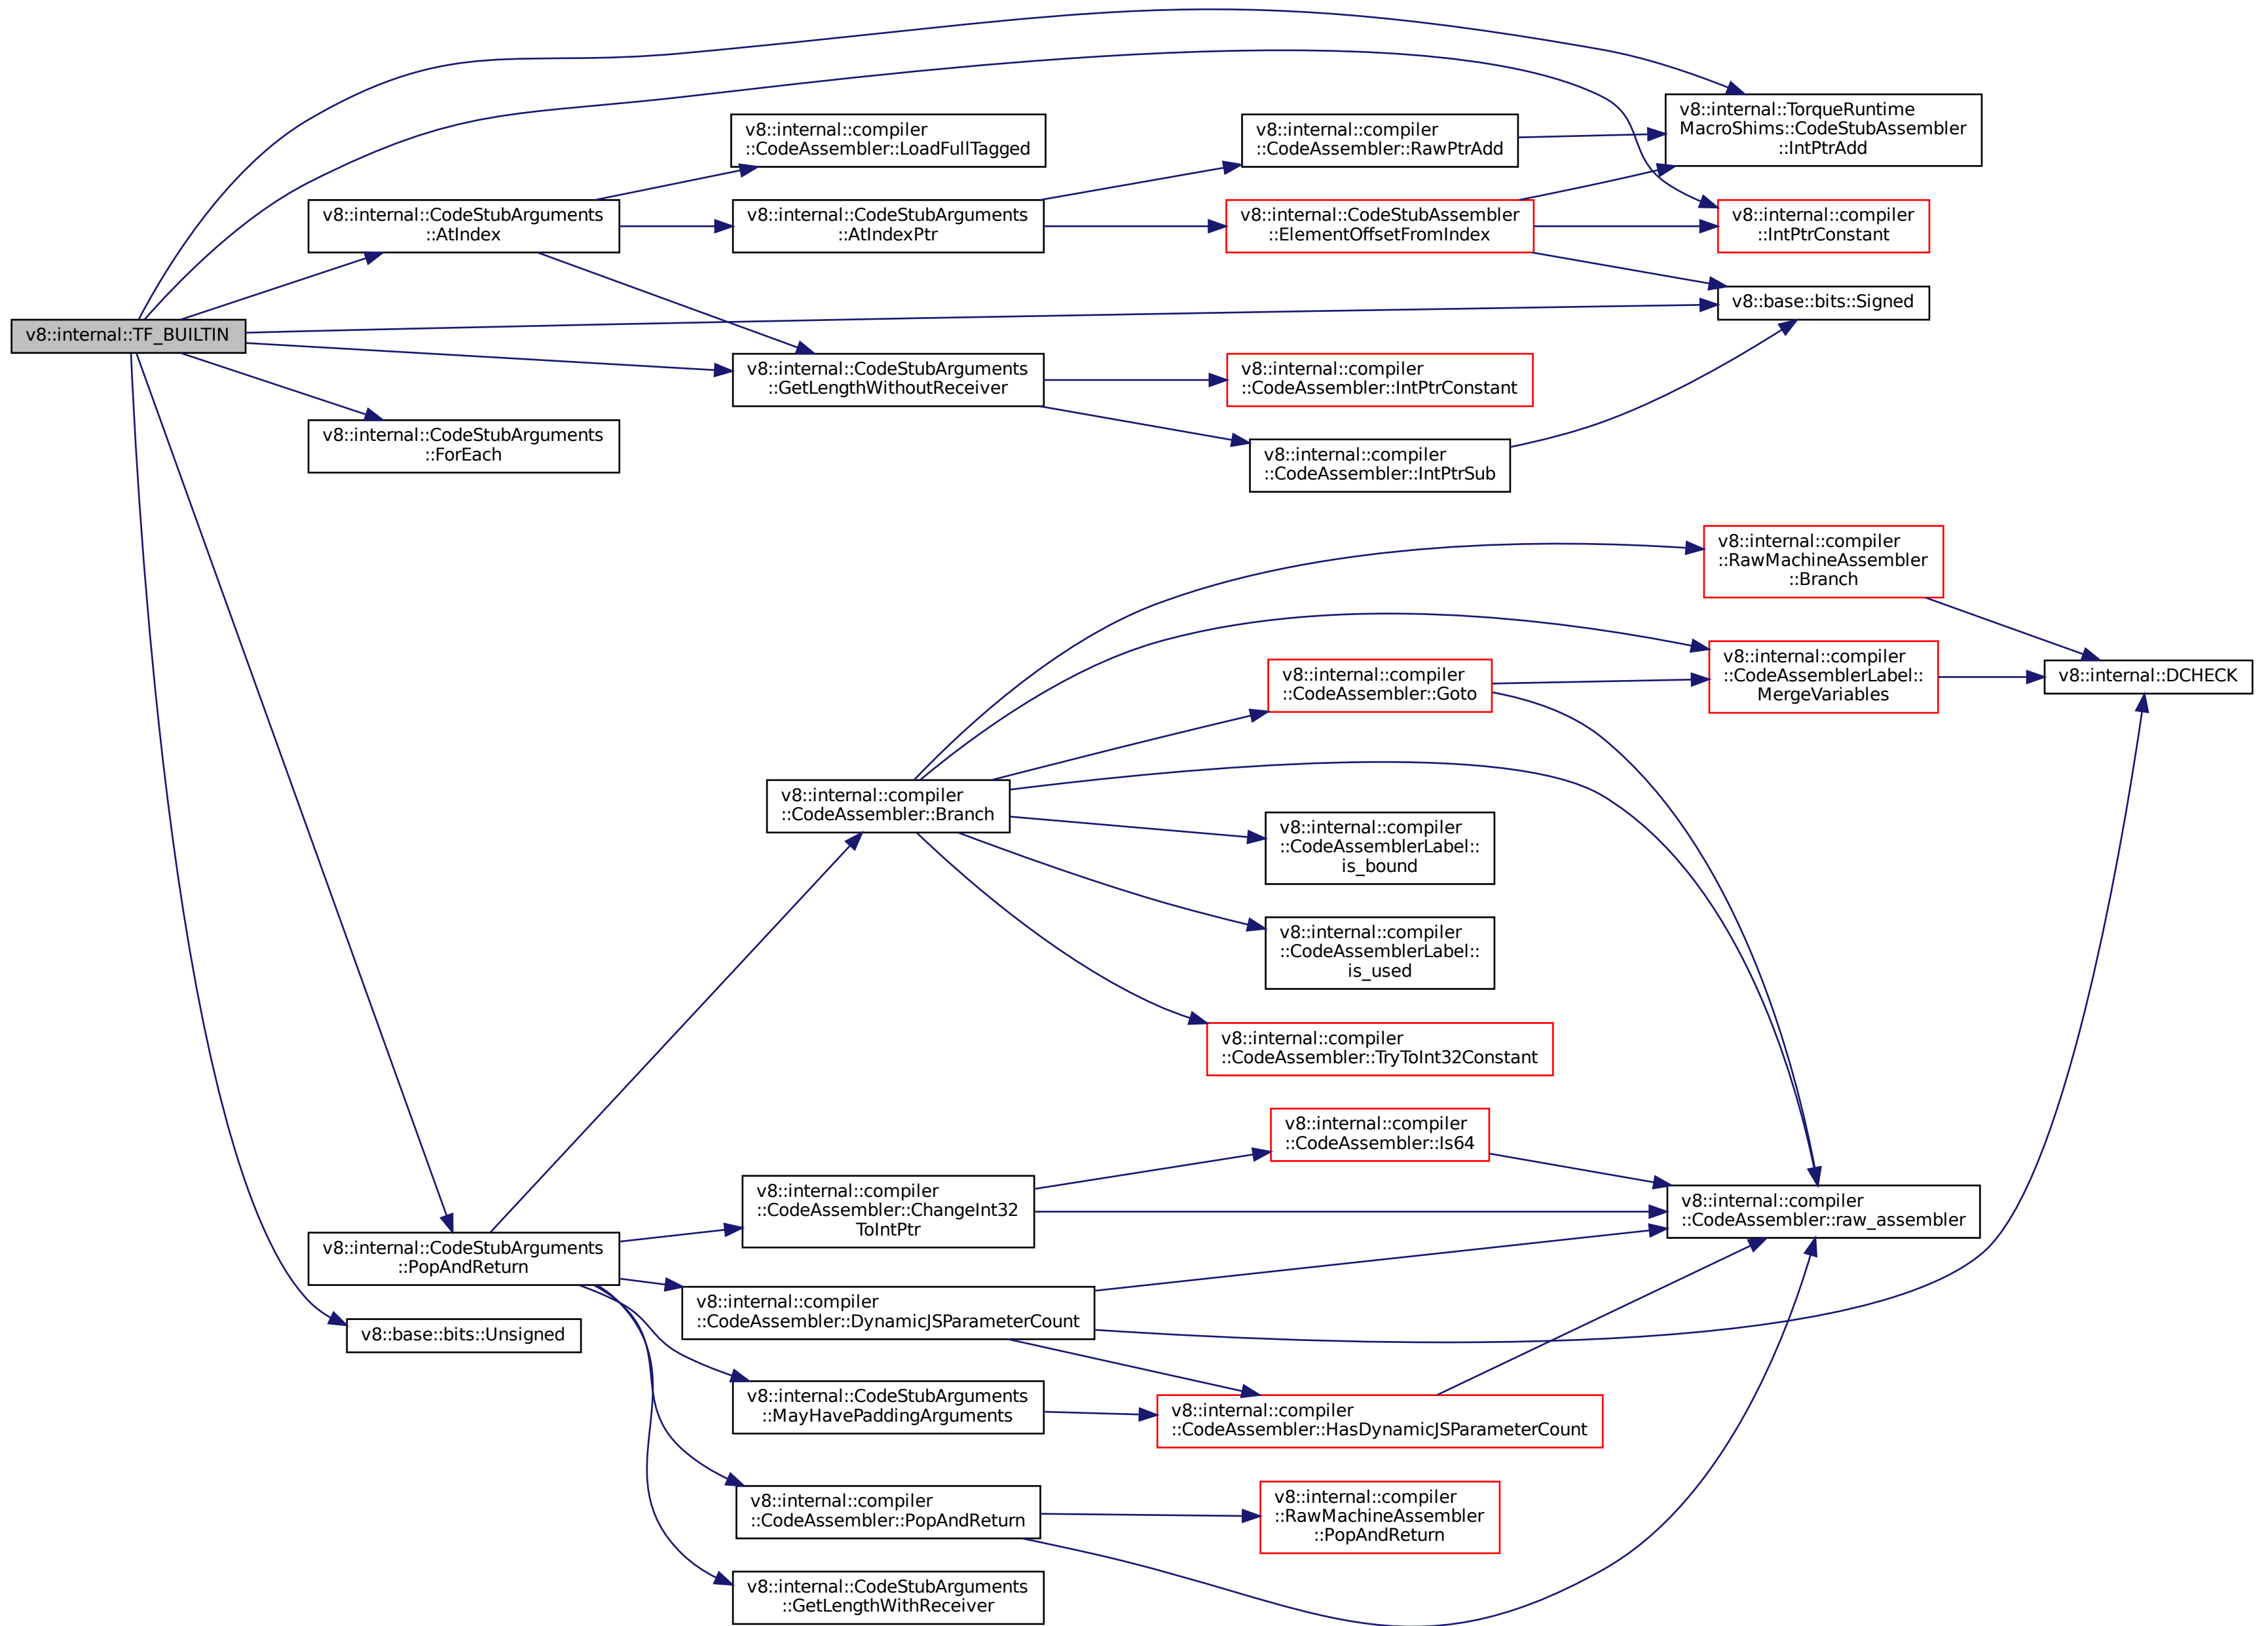 v8::internal::TorqueRuntime
MacroShims::CodeStubAssembler
::IntPtrAdd
v8::internal::compiler
::CodeAssembler::LoadFullTagged
v8::internal::compiler
::CodeAssembler::RawPtrAdd
v8::internal::CodeStubArguments
::AtIndex
v8::internal::CodeStubArguments
::AtIndexPtr
v8::internal::CodeStubAssembler
::ElementOffsetFromIndex
v8::internal::compiler
::IntPtrConstant
v8::base::bits::Signed
v8::internal::TF_BUILTIN
v8::internal::CodeStubArguments
::GetLengthWithoutReceiver
v8::internal::compiler
::CodeAssembler::IntPtrConstant
v8::internal::CodeStubArguments
::ForEach
v8::internal::compiler
::CodeAssembler::IntPtrSub
v8::internal::compiler
::RawMachineAssembler
::Branch
v8::internal::compiler
::CodeAssembler::Goto
v8::internal::compiler
::CodeAssemblerLabel::
MergeVariables
v8::internal::DCHECK
v8::internal::compiler
::CodeAssembler::Branch
v8::internal::compiler
::CodeAssemblerLabel::
is_bound
v8::internal::compiler
::CodeAssemblerLabel::
is_used
v8::internal::compiler
::CodeAssembler::TryToInt32Constant
v8::internal::compiler
::CodeAssembler::Is64
v8::internal::compiler
::CodeAssembler::ChangeInt32
ToIntPtr
v8::internal::compiler
::CodeAssembler::raw_assembler
v8::internal::CodeStubArguments
::PopAndReturn
v8::internal::compiler
::CodeAssembler::DynamicJSParameterCount
v8::base::bits::Unsigned
v8::internal::CodeStubArguments
::MayHavePaddingArguments
v8::internal::compiler
::CodeAssembler::HasDynamicJSParameterCount
v8::internal::compiler
::CodeAssembler::PopAndReturn
v8::internal::compiler
::RawMachineAssembler
::PopAndReturn
v8::internal::CodeStubArguments
::GetLengthWithReceiver